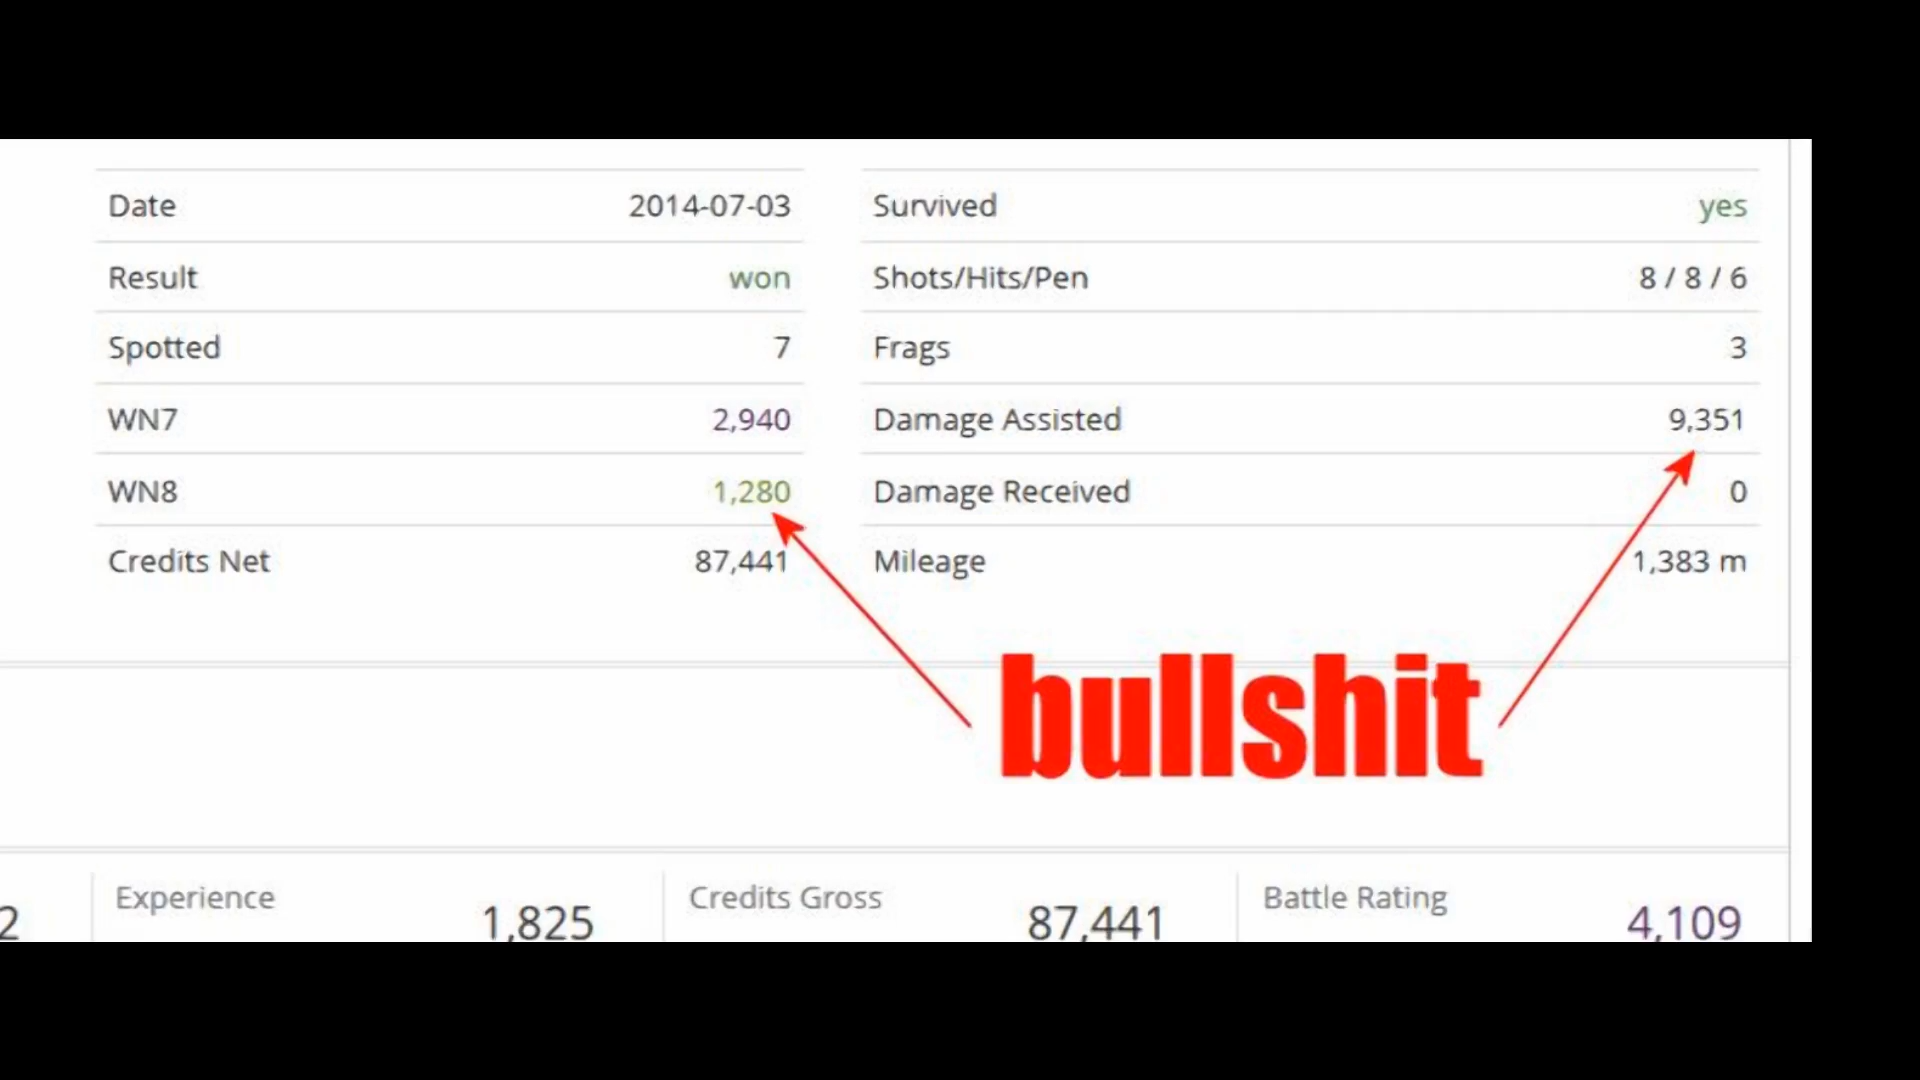 Date 2014-07-03 Survived yes
Result won Shots/Hits/Pen 8 / 8 / 6
Spotted 7 Frags 3
WN7 2,940 Damage Assisted 9,351
WN8 1,280 Damage Received 0
Credits Net 87,441 Mileage 1,383 m
bullshit
2 Experience 1,825 Credits Gross 87,441 Battle Rating 4,109